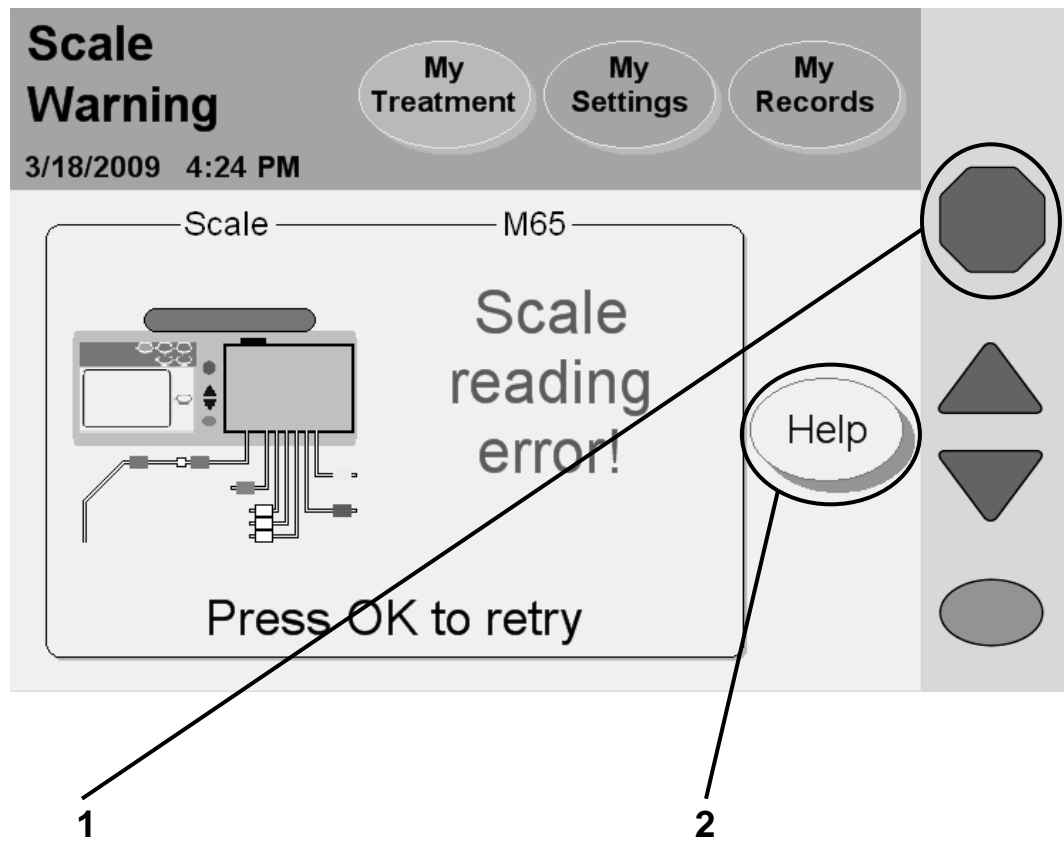 Scale
Warning
My
Treatment
My
Settings
My
Records
3/18/2009 4:24 PM
Scale
M65
Scale
reading
error!
Help
Press OK to retry
1
2